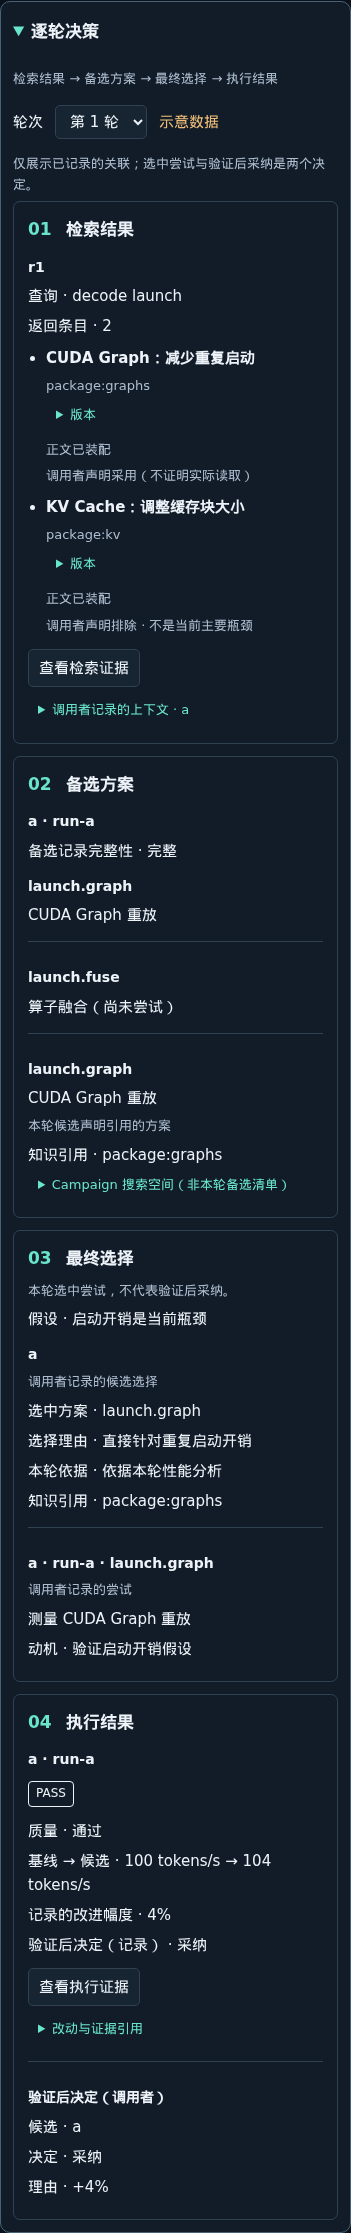 ▼ 逐轮决策
检索结果 → 备选方案 → 最终选择 → 执行结果
轮次 第 1 轮 示意数据
仅展示已记录的关联；选中尝试与验证后采纳是两个决
定。
01 检索结果
r1
查询 · decode launch
返回条目 · 2
• CUDA Graph：减少重复启动
package:graphs
▶ 版本
正文已装配
调用者声明采用（不证明实际读取）
• KV Cache：调整缓存块大小
package:kv
▶ 版本
正文已装配
调用者声明排除 · 不是当前主要瓶颈
查看检索证据
▶ 调用者记录的上下文 · a
02 备选方案
a · run-a
备选记录完整性 · 完整
launch.graph
CUDA Graph 重放
launch.fuse
算子融合（尚未尝试）
launch.graph
CUDA Graph 重放
本轮候选声明引用的方案
知识引用 · package:graphs
▶ Campaign 搜索空间（非本轮备选清单）
03 最终选择
本轮选中尝试，不代表验证后采纳。
假设 · 启动开销是当前瓶颈
a
调用者记录的候选选择
选中方案 · launch.graph
选择理由 · 直接针对重复启动开销
本轮依据 · 依据本轮性能分析
知识引用 · package:graphs
a · run-a · launch.graph
调用者记录的尝试
测量 CUDA Graph 重放
动机 · 验证启动开销假设
04 执行结果
a · run-a
PASS
质量 · 通过
基线 → 候选 · 100 tokens/s → 104
tokens/s
记录的改进幅度 · 4%
验证后决定（记录） · 采纳
查看执行证据
▶ 改动与证据引用
验证后决定（调用者）
候选 · a
决定 · 采纳
理由 · +4%